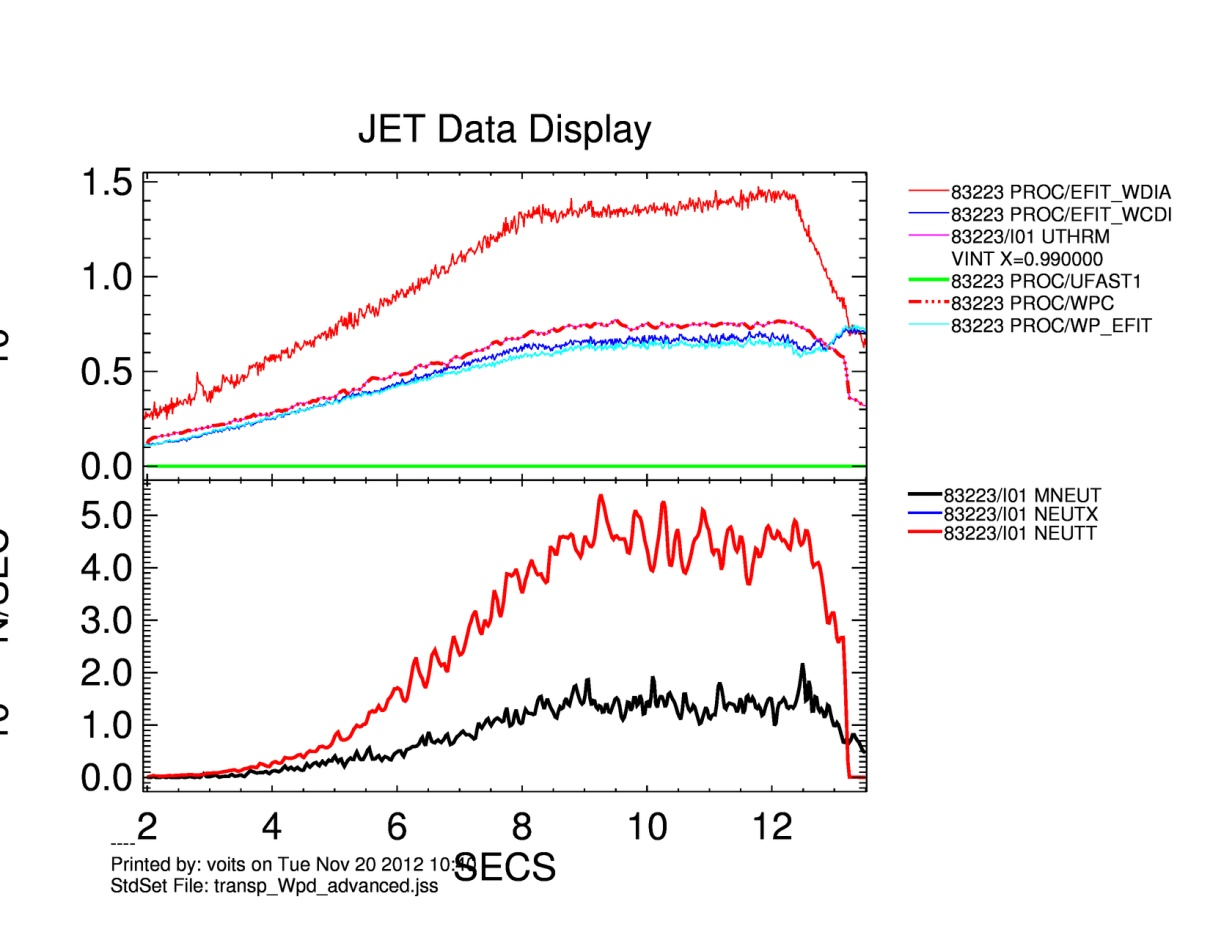 JET Data Display
1.5
1.0
0.5
0.0
83223 PROC/EFIT_WDIA
83223 PROC/EFIT_WCDI
83223/I01 UTHRM
VINT X=0.990000
83223 PROC/UFAST1
83223 PROC/WPC
83223 PROC/WP_EFIT
5.0
4.0
3.0
2.0
1.0
0.0
83223/I01 MNEUT
83223/I01 NEUTX
83223/I01 NEUTT
2 4 6 8 10 12
SECS
----
Printed by: voits on Tue Nov 20 2012 10:40
StdSet File: transp_Wpd_advanced.jss